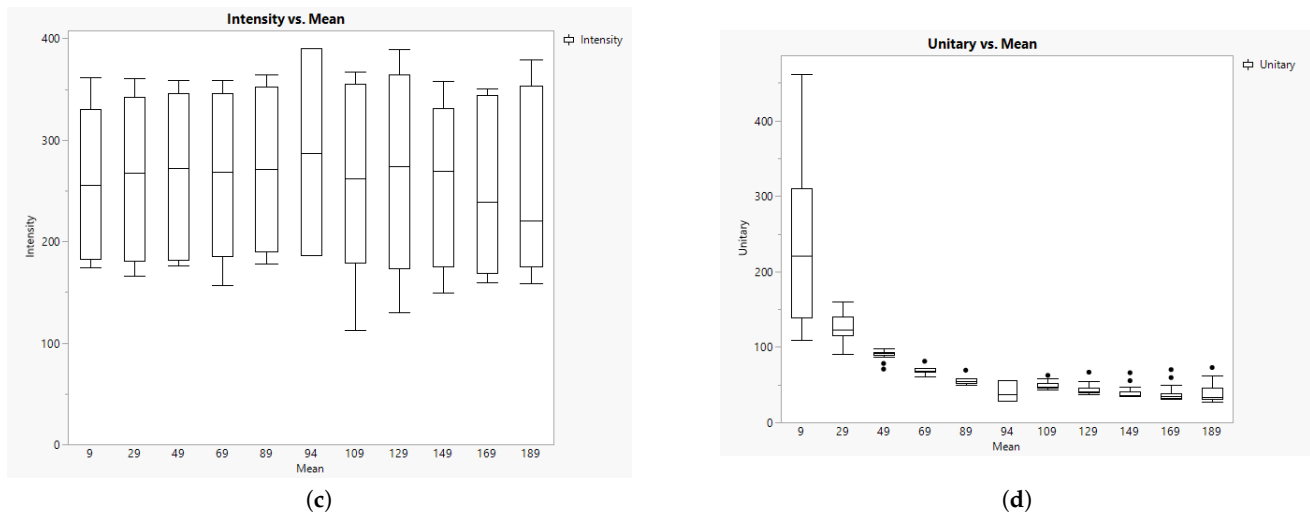 Intensity vs. Mean
Intensity
400
300
200
100
0
Intensity
9 29 49 69 89 94 109 129 149 169 189
Mean
(c)
Unitary vs. Mean
Unitary
400
300
200
100
0
Unitary
9 29 49 69 89 94 109 129 149 169 189
Mean
(d)